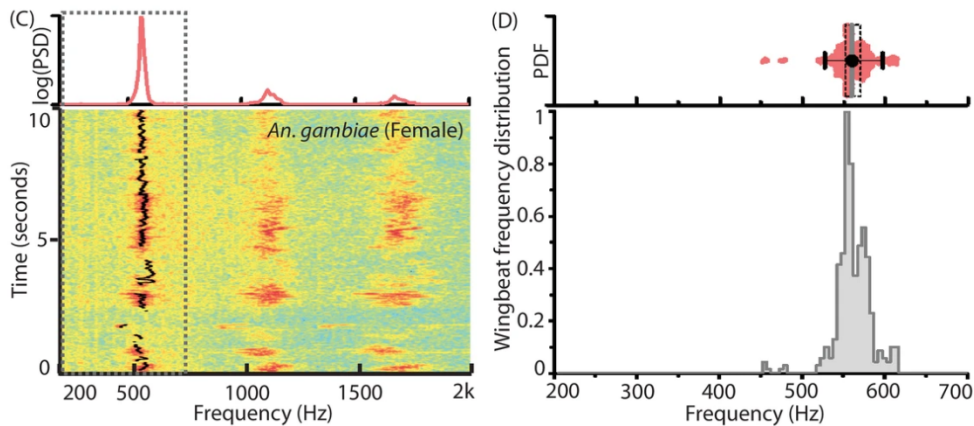 (C)
log(PSD)
An. gambiae (Female)
10
5
0
Time (seconds)
200 500 1000 1500 2k
Frequency (Hz)
(D)
PDF
Wingbeat frequency distribution
1
0.8
0.6
0.4
0.2
0
200 300 400 500 600 700
Frequency (Hz)